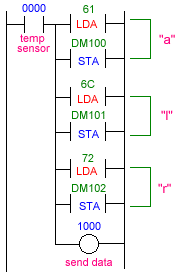 0000
temp
sensor
61
LDA
DM100
STA
"a"
6C
LDA
DM101
STA
"l"
72
LDA
DM102
STA
"r"
1000
send data